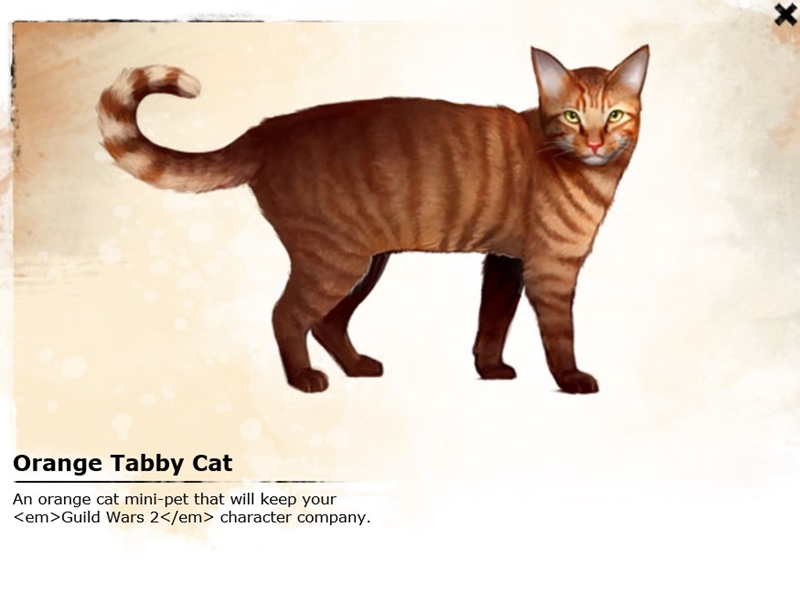 Orange Tabby Cat
An orange cat mini-pet that will keep your
<em>Guild Wars 2</em> character company.